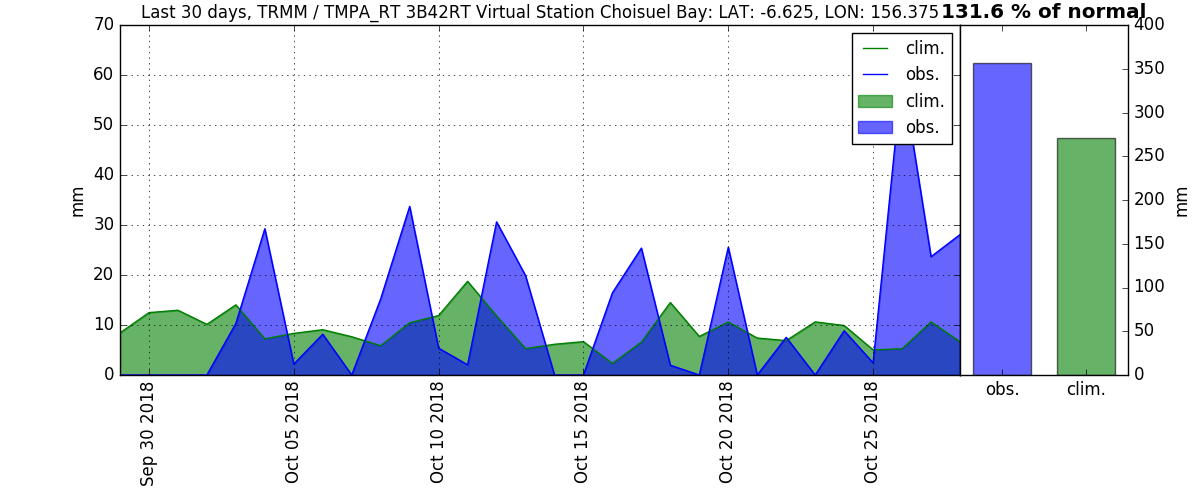 Last 30 days, TRMM / TMPA_RT 3B42RT Virtual Station Choisuel Bay: LAT: -6.625, LON: 156.375
131.6 % of normal
70
60
50
40
30
20
10
0
mm
clim.
obs.
clim.
obs.
Sep 30 2018
Oct 05 2018
Oct 10 2018
Oct 15 2018
Oct 20 2018
Oct 25 2018
400
350
300
250
200
150
100
50
0
mm
obs.
clim.